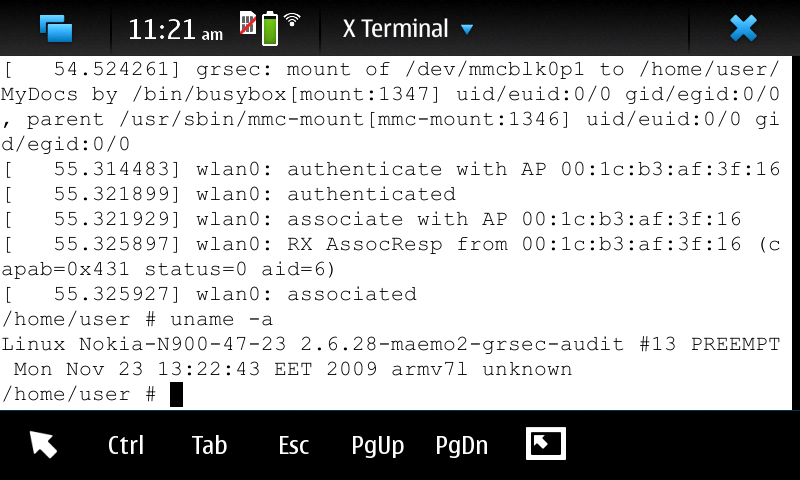 11:21 am
X Terminal
[   54.524261] grsec: mount of /dev/mmcblk0p1 to /home/user/
MyDocs by /bin/busybox[mount:1347] uid/euid:0/0 gid/egid:0/0
, parent /usr/sbin/mmc-mount[mmc-mount:1346] uid/euid:0/0 gi
d/egid:0/0
[   55.314483] wlan0: authenticate with AP 00:1c:b3:af:3f:16
[   55.321899] wlan0: authenticated
[   55.321929] wlan0: associate with AP 00:1c:b3:af:3f:16
[   55.325897] wlan0: RX AssocResp from 00:1c:b3:af:3f:16 (c
apab=0x431 status=0 aid=6)
[   55.325927] wlan0: associated
/home/user # uname -a
Linux Nokia-N900-47-23 2.6.28-maemo2-grsec-audit #13 PREEMPT
 Mon Nov 23 13:22:43 EET 2009 armv7l unknown
/home/user #
Ctrl Tab Esc PgUp PgDn